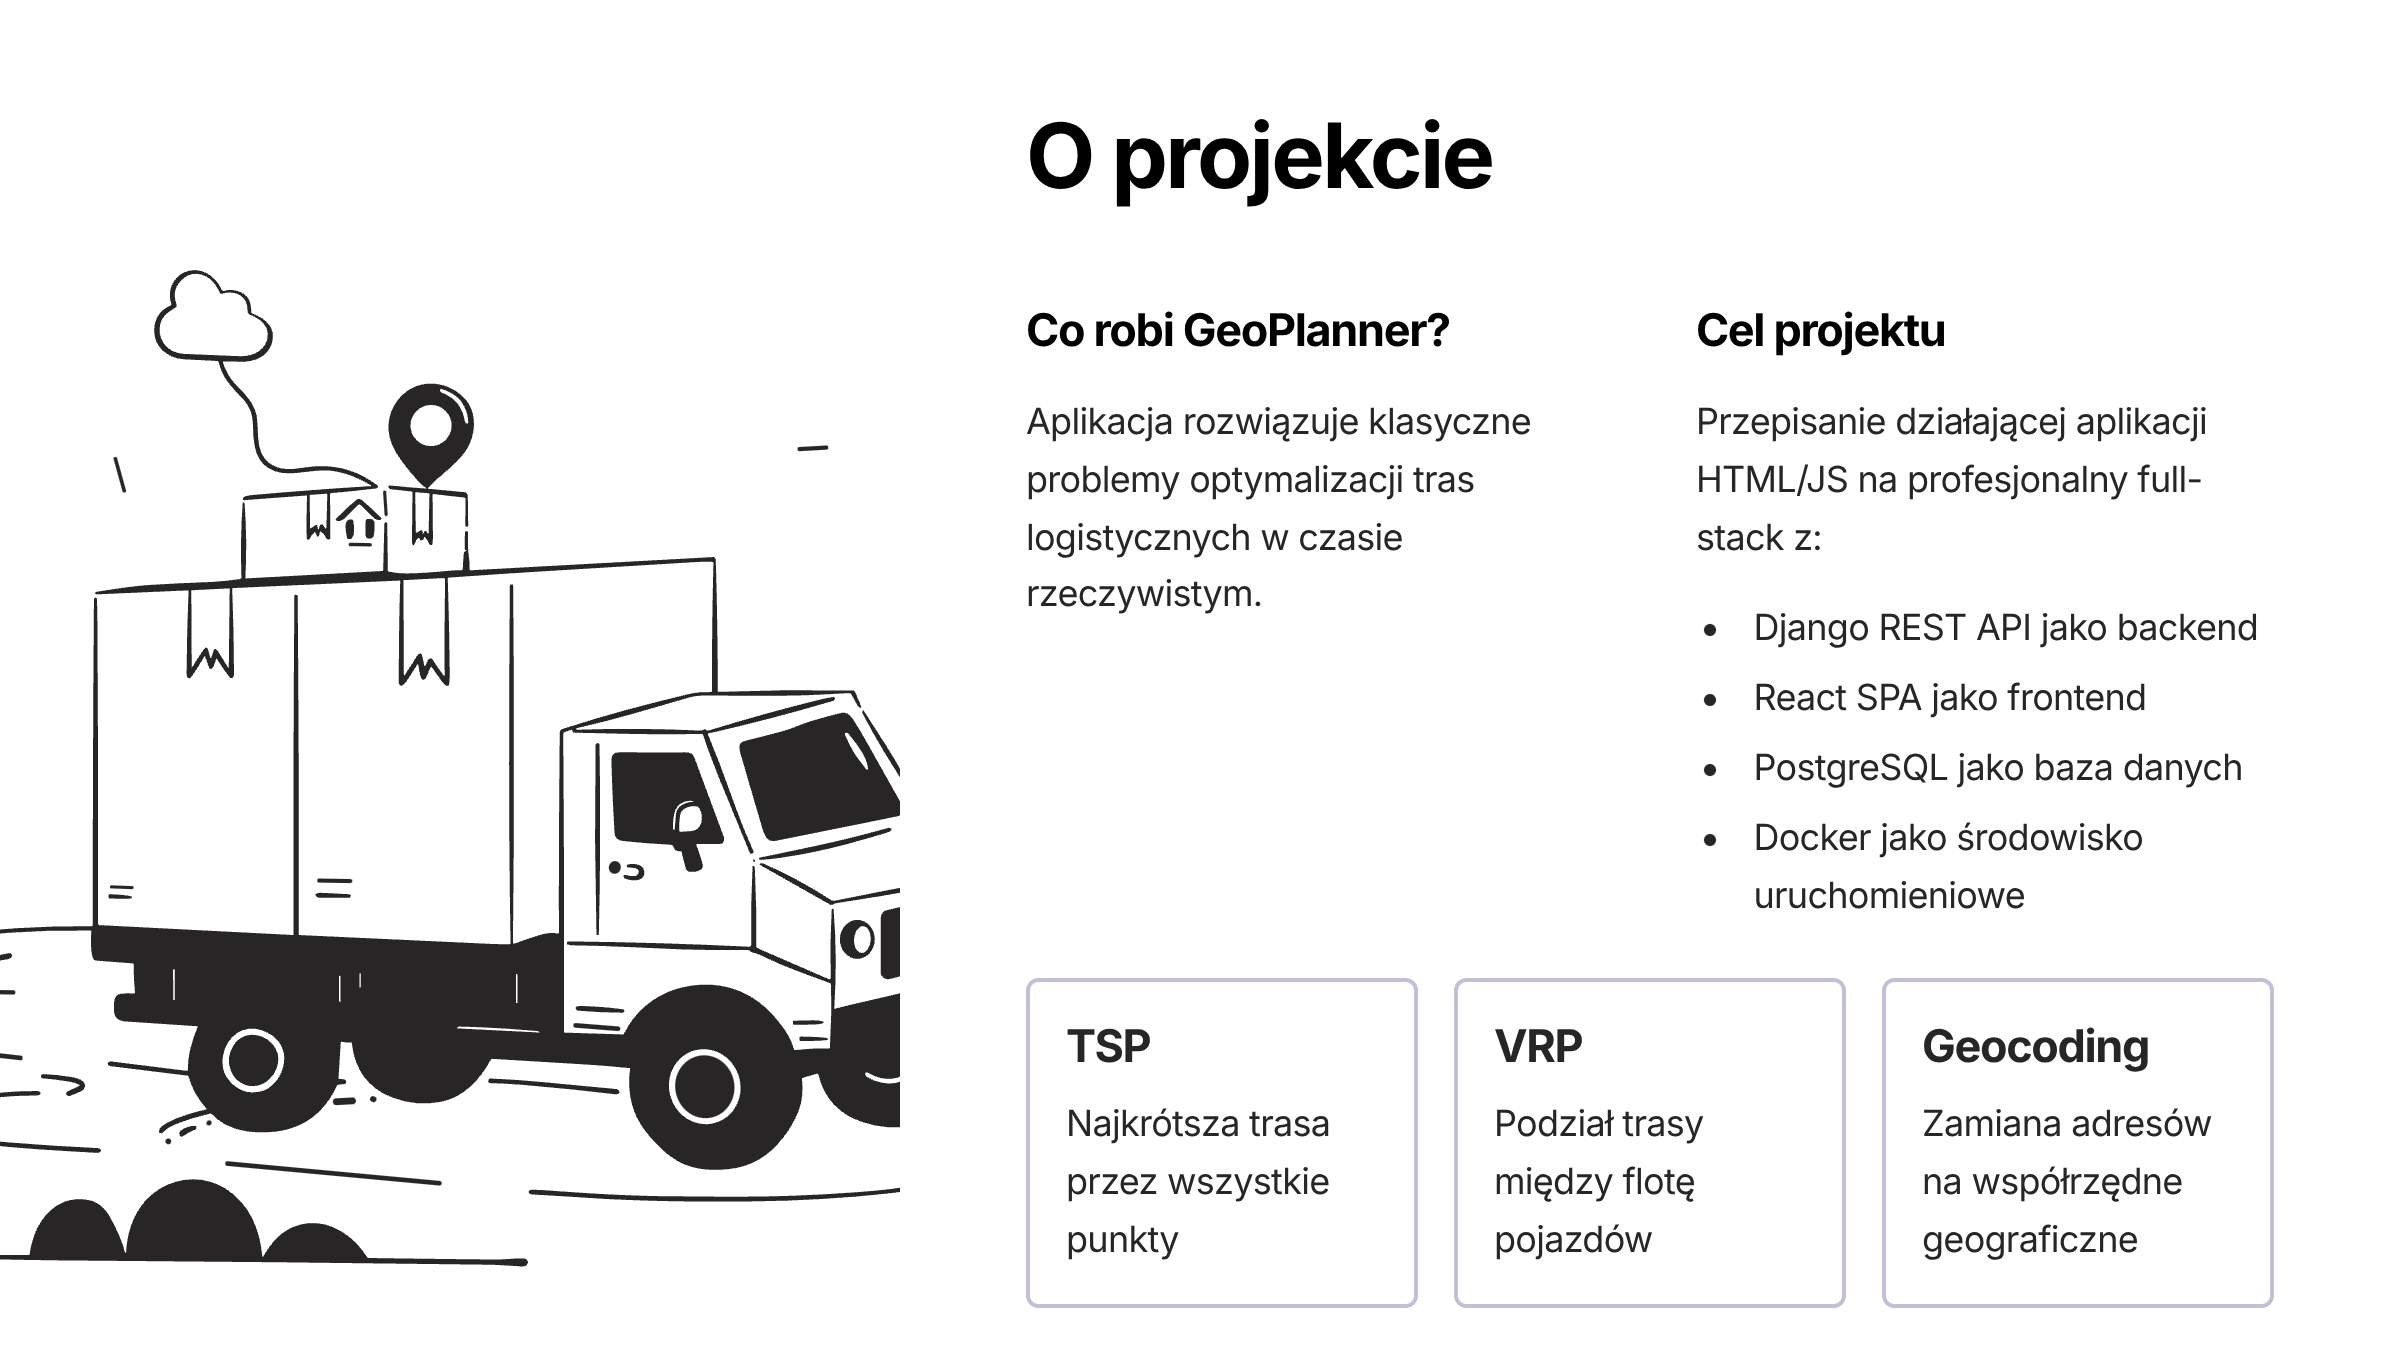 O projekcie
Co robi GeoPlanner?
Aplikacja rozwiązuje klasyczne
problemy optymalizacji tras
logistycznych w czasie
rzeczywistym.
Cel projektu
Przepisanie działającej aplikacji
HTML/JS na profesjonalny full-
stack z:
• Django REST API jako backend
• React SPA jako frontend
• PostgreSQL jako baza danych
• Docker jako środowisko
uruchomieniowe
TSP
Najkrótsza trasa
przez wszystkie
punkty
VRP
Podział trasy
między flotę
pojazdów
Geocoding
Zamiana adresów
na współrzędne
geograficzne